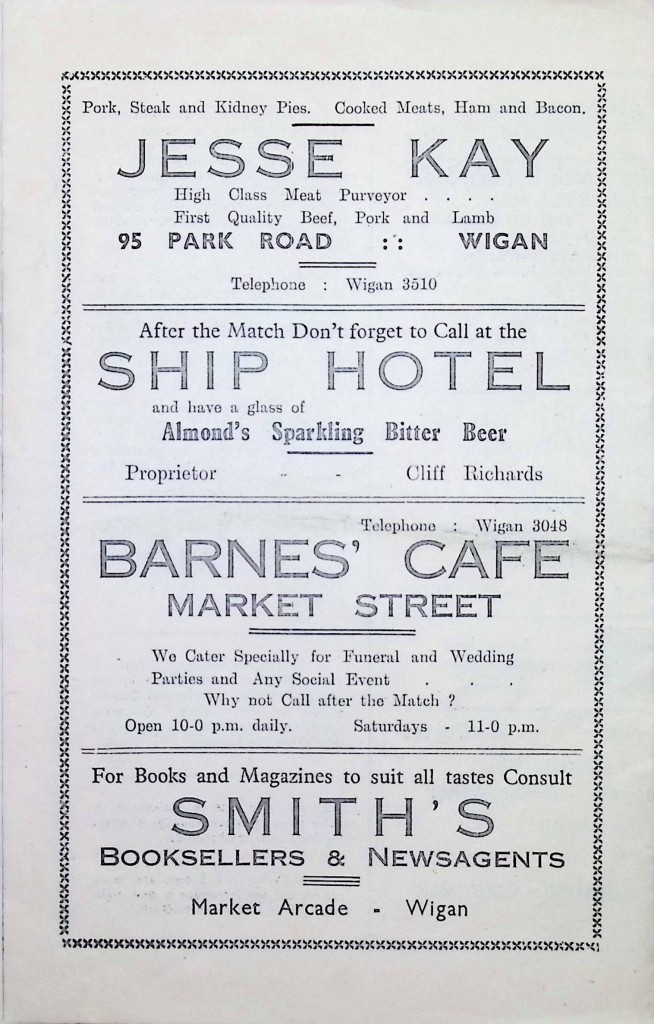 Pork, Steak and Kidney Pies. Cooked Meats, Ham and Bacon.
JESSE KAY
High Class Meat Purveyor . . . .
First Quality Beef, Pork and Lamb
95 PARK ROAD :: WIGAN
Telephone : Wigan 3510
After the Match Don't forget to Call at the
SHIP HOTEL
and have a glass of
Almond's Sparkling Bitter Beer
Proprietor - - Cliff Richards
Telephone : Wigan 3048
BARNES' CAFE
MARKET STREET
We Cater Specially for Funeral and Wedding
Parties and Any Social Event . . .
Why not Call after the Match ?
Open 10-0 p.m. daily. Saturdays - 11-0 p.m.
For Books and Magazines to suit all tastes Consult
SMITH'S
BOOKSELLERS & NEWSAGENTS
Market Arcade - Wigan